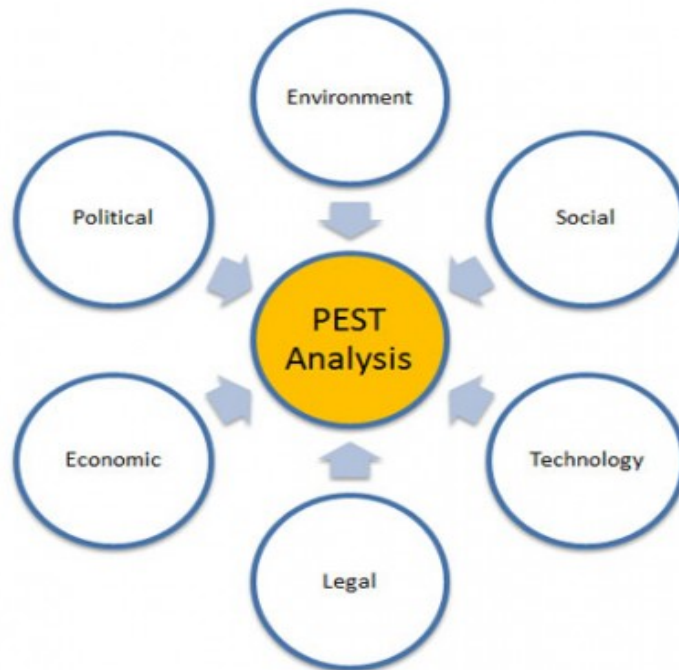 Environment
Political
Social
PEST
Analysis
Economic
Technology
Legal